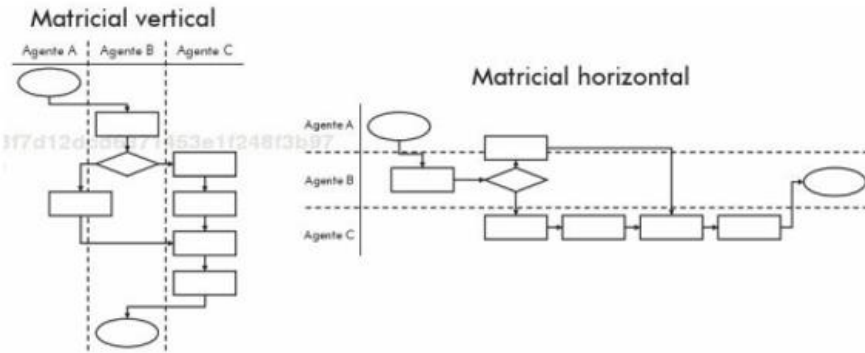 Matricial vertical
Agente A Agente B Agente C
Matricial horizontal
Agente A
Agente B
Agente C